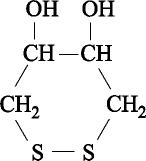 OH OH
CH — CH
CH₂ CH₂
S — S